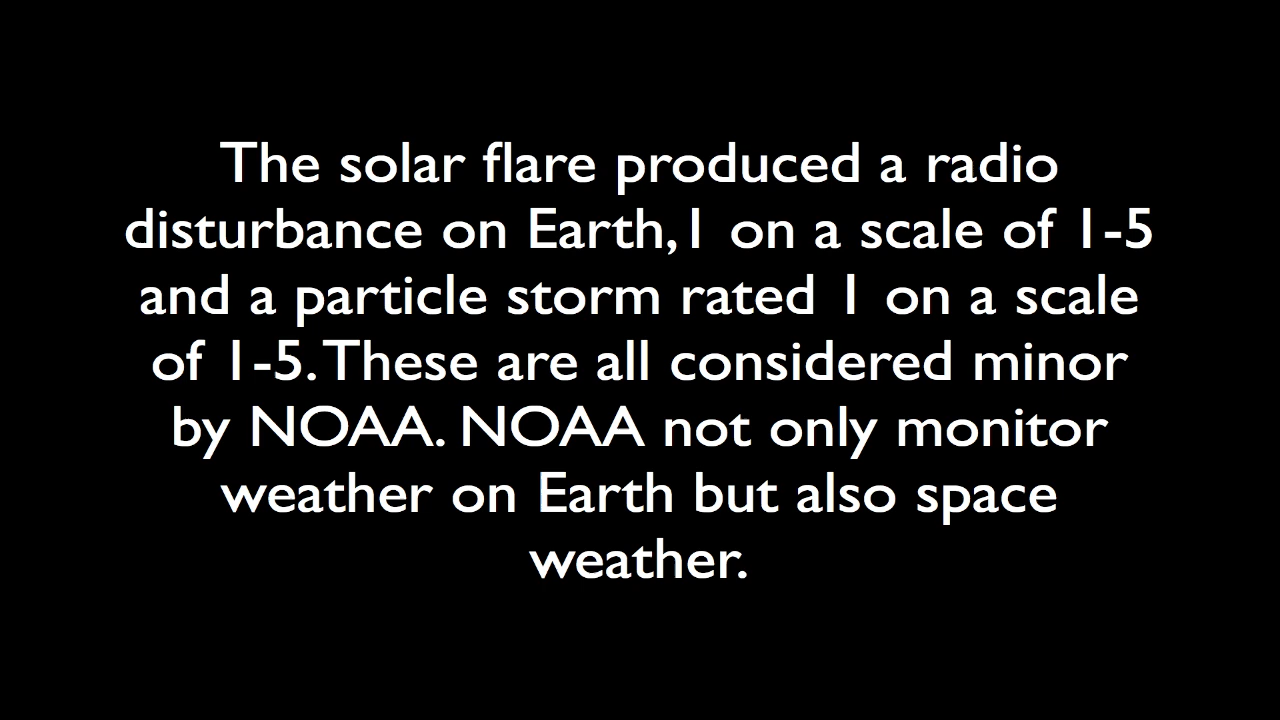 The solar flare produced a radio
disturbance on Earth,1 on a scale of 1-5
and a particle storm rated 1 on a scale
of 1-5. These are all considered minor
by NOAA. NOAA not only monitor
weather on Earth but also space
weather.